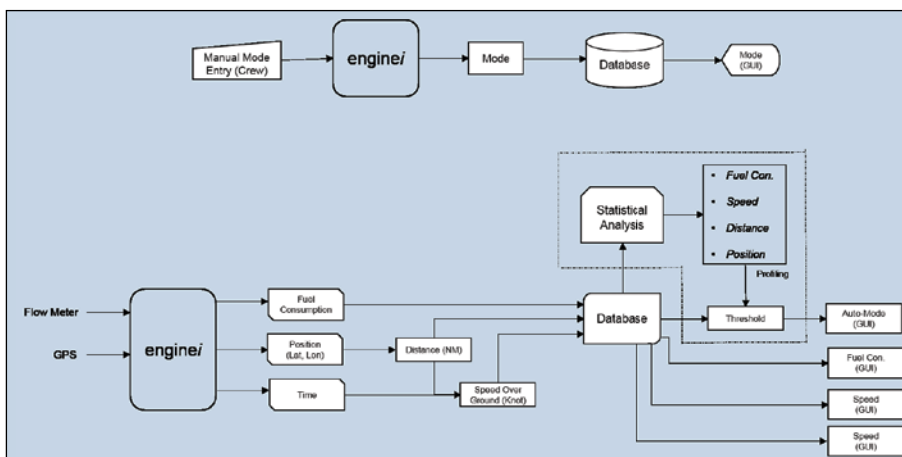 Manual Mode
Entry (Crew)
enginei
Mode
Database
Mode
(GUI)
Statistical
Analysis
▪ Fuel Con.
▪ Speed
▪ Distance
▪ Position
Profiling
Flow Meter
GPS
enginei
Fuel
Consumption
Position
(Lat, Lon)
Time
Distance (NM)
Speed Over
Ground (Knot)
Database
Threshold
Auto-Mode
(GUI)
Fuel Con.
(GUI)
Speed
(GUI)
Speed
(GUI)